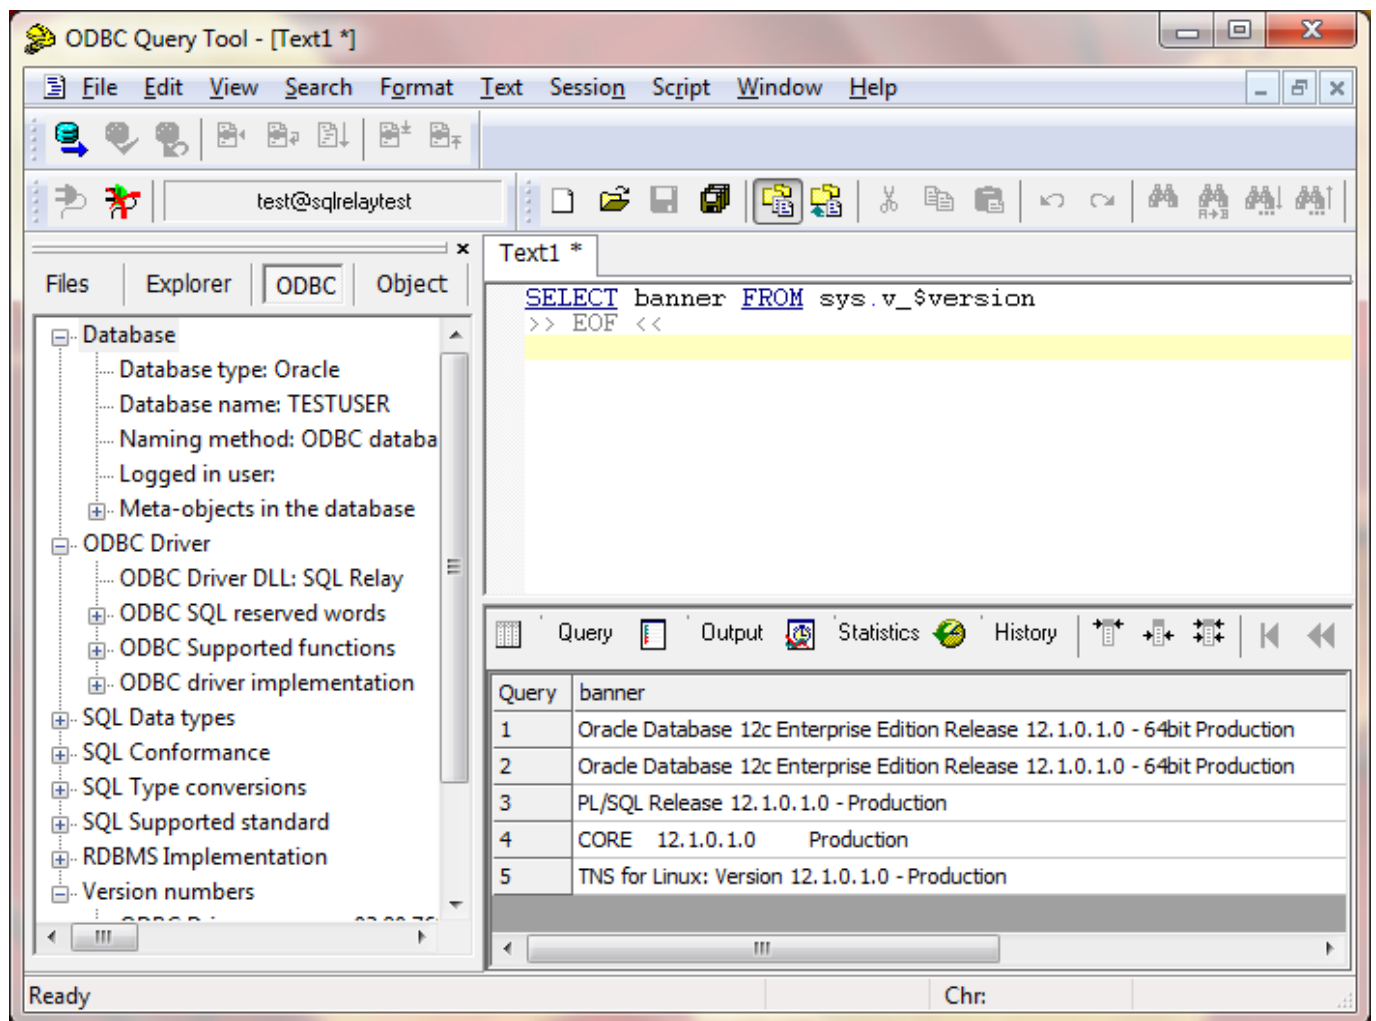 ODBC Query Tool - [Text1 *]
File Edit View Search Format Text Session Script Window Help
test@sqlrelaytest
Files Explorer ODBC Object
Database
Database type: Oracle
Database name: TESTUSER
Naming method: ODBC databa
Logged in user:
Meta-objects in the database
ODBC Driver
ODBC Driver DLL: SQL Relay
ODBC SQL reserved words
ODBC Supported functions
ODBC driver implementation
SQL Data types
SQL Conformance
SQL Type conversions
SQL Supported standard
RDBMS Implementation
Version numbers
Text1 *
SELECT banner FROM sys.v_$version
>> EOF <<
Query Output Statistics History
Query banner
1 Oracle Database 12c Enterprise Edition Release 12.1.0.1.0 - 64bit Production
2 Oracle Database 12c Enterprise Edition Release 12.1.0.1.0 - 64bit Production
3 PL/SQL Release 12.1.0.1.0 - Production
4 CORE 12.1.0.1.0 Production
5 TNS for Linux: Version 12.1.0.1.0 - Production
Ready Chr: